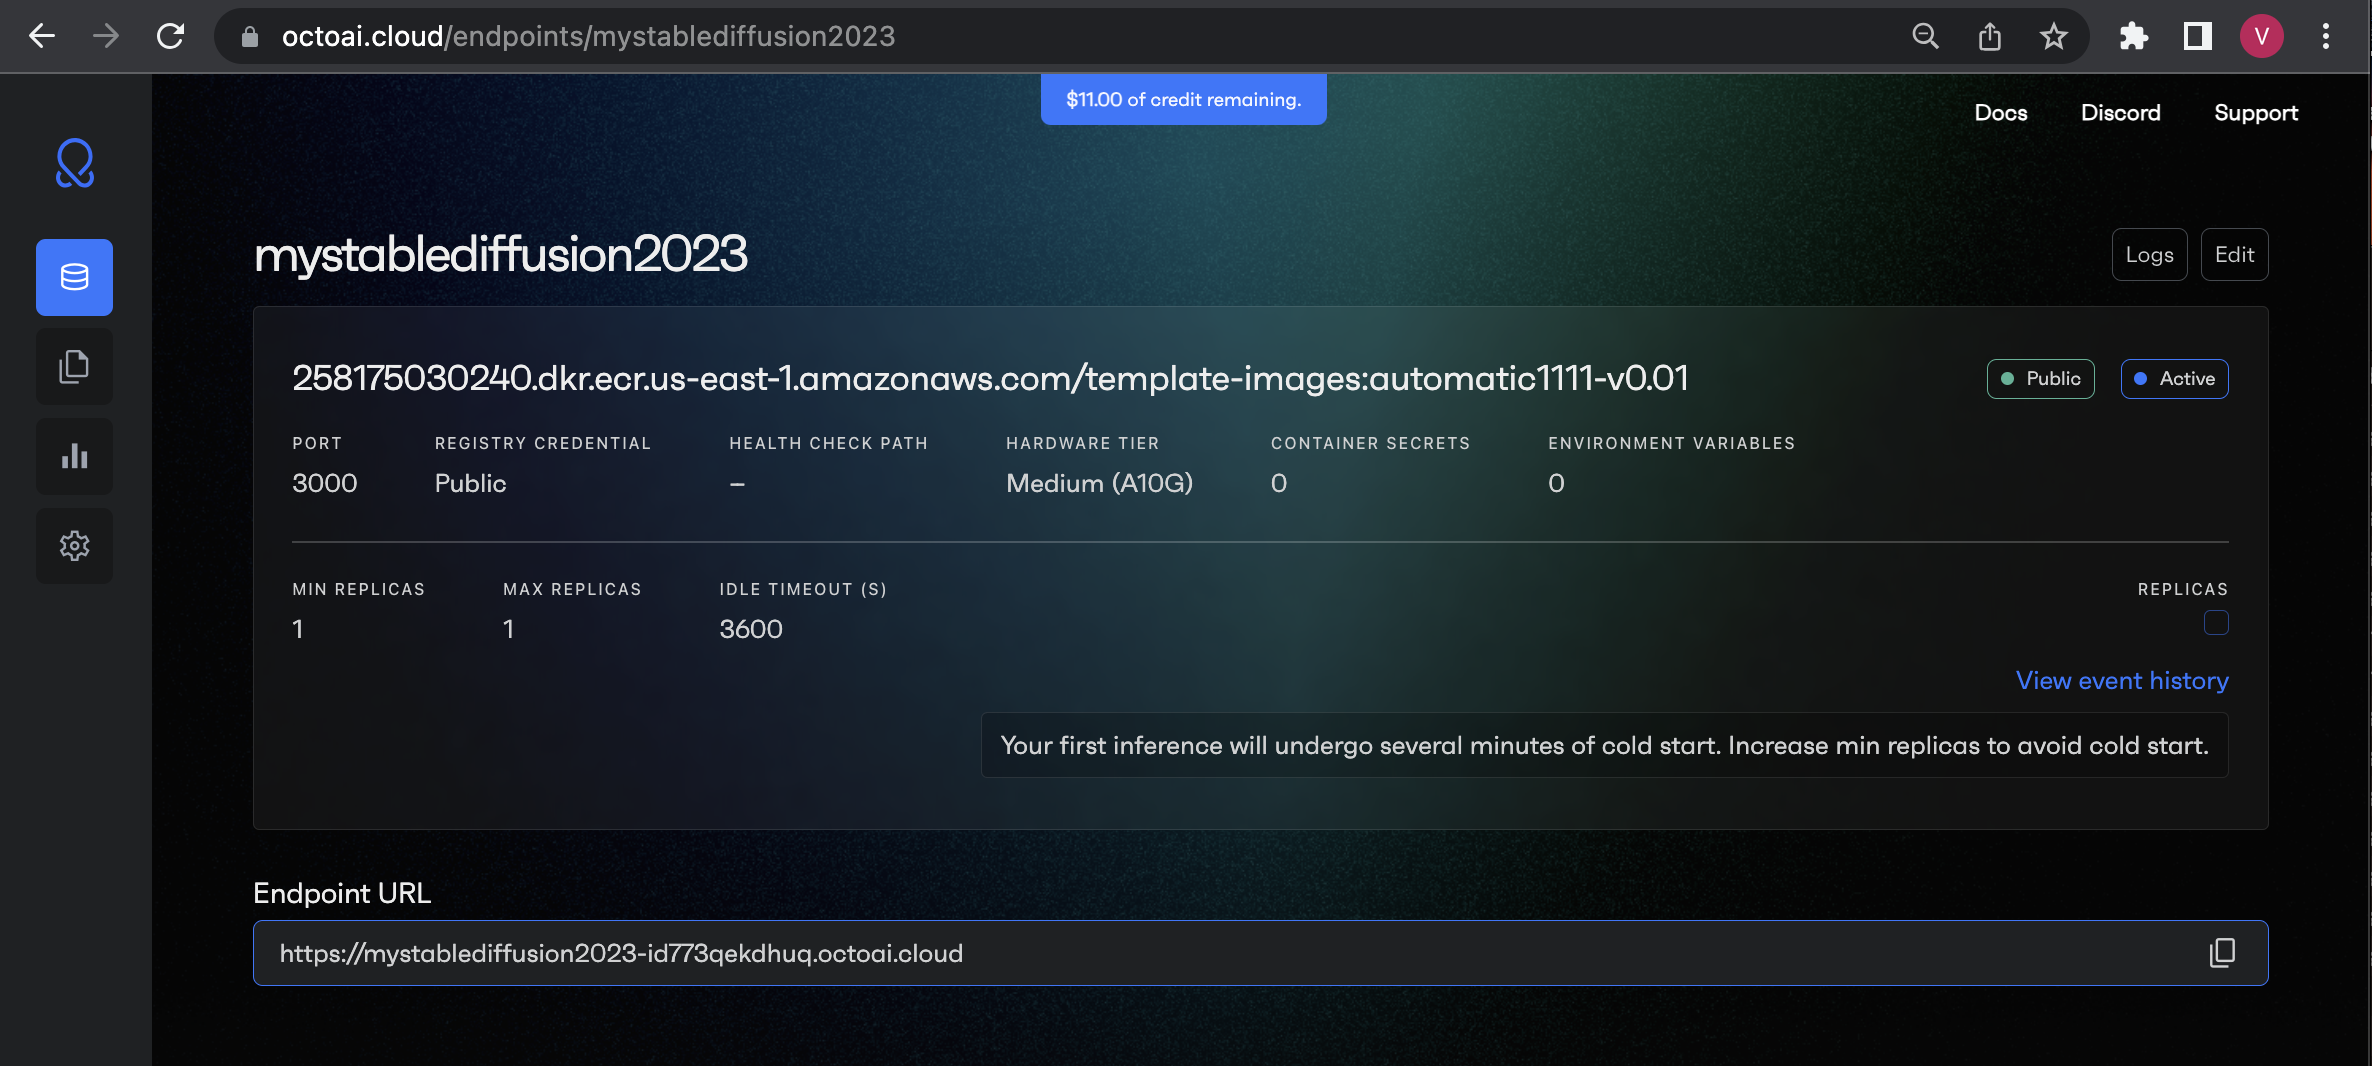 octoai.cloud/endpoints/mystablediffusion2023
V
$11.00 of credit remaining.
Docs Discord Support
mystablediffusion2023
Logs Edit
258175030240.dkr.ecr.us-east-1.amazonaws.com/template-images:automatic1111-v0.01
Public Active
PORT REGISTRY CREDENTIAL HEALTH CHECK PATH HARDWARE TIER CONTAINER SECRETS ENVIRONMENT VARIABLES
3000 Public – Medium (A10G) 0 0
MIN REPLICAS MAX REPLICAS IDLE TIMEOUT (S) REPLICAS
1 1 3600
View event history
Your first inference will undergo several minutes of cold start. Increase min replicas to avoid cold start.
Endpoint URL
https://mystablediffusion2023-id773qekdhuq.octoai.cloud